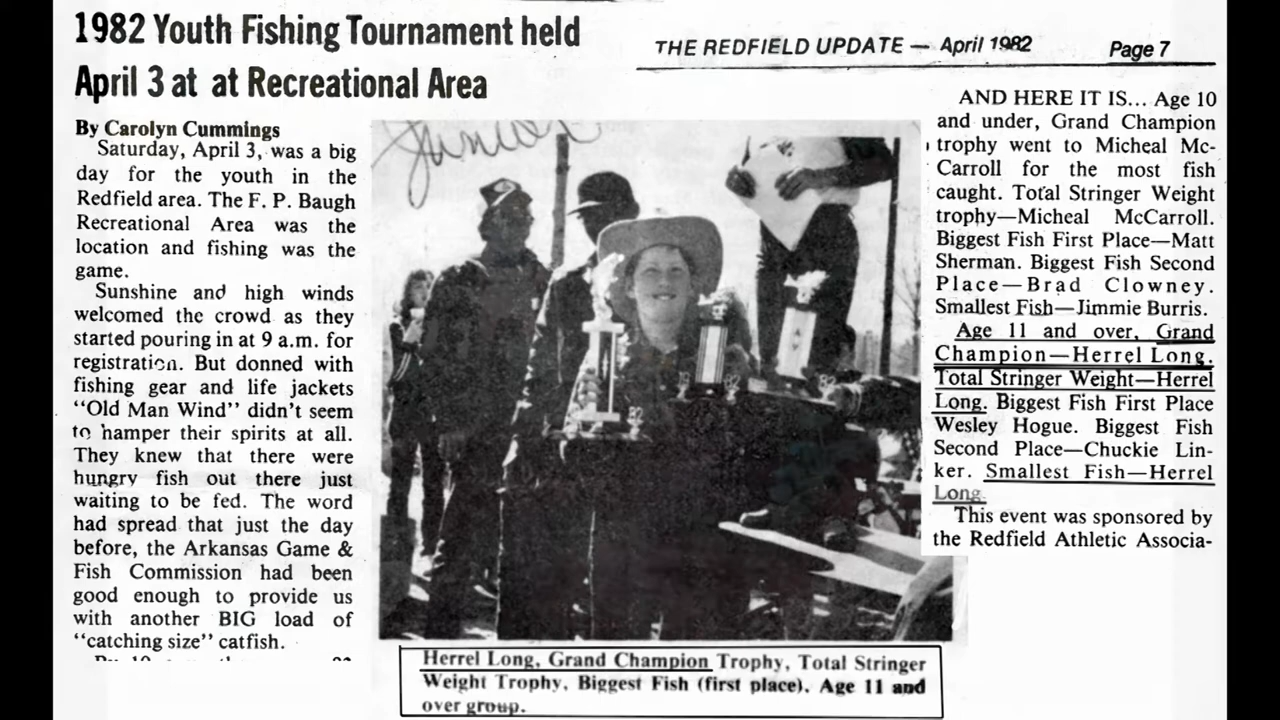 1982 Youth Fishing Tournament held
April 3 at at Recreational Area
THE REDFIELD UPDATE — April 1982 Page 7
By Carolyn Cummings
Saturday, April 3, was a big
day for the youth in the
Redfield area. The F. P. Baugh
Recreational Area was the
location and fishing was the
game.
Sunshine and high winds
welcomed the crowd as they
started pouring in at 9 a.m. for
registration. But donned with
fishing gear and life jackets
“Old Man Wind” didn’t seem
to hamper their spirits at all.
They knew that there were
hungry fish out there just
waiting to be fed. The word
had spread that just the day
before, the Arkansas Game &
Fish Commission had been
good enough to provide us
with another BIG load of
“catching size” catfish.
Junior
Herrel Long, Grand Champion Trophy, Total Stringer
Weight Trophy, Biggest Fish (first place). Age 11 and
over group.
AND HERE IT IS... Age 10
and under, Grand Champion
trophy went to Micheal Mc-
Carroll for the most fish
caught. Total Stringer Weight
trophy—Micheal McCarroll.
Biggest Fish First Place—Matt
Sherman. Biggest Fish Second
Place—Brad Clowney.
Smallest Fish—Jimmie Burris.
Age 11 and over, Grand
Champion—Herrel Long.
Total Stringer Weight—Herrel
Long. Biggest Fish First Place
Wesley Hogue. Biggest Fish
Second Place—Chuckie Lin-
ker. Smallest Fish—Herrel
Long.
This event was sponsored by
the Redfield Athletic Associa-